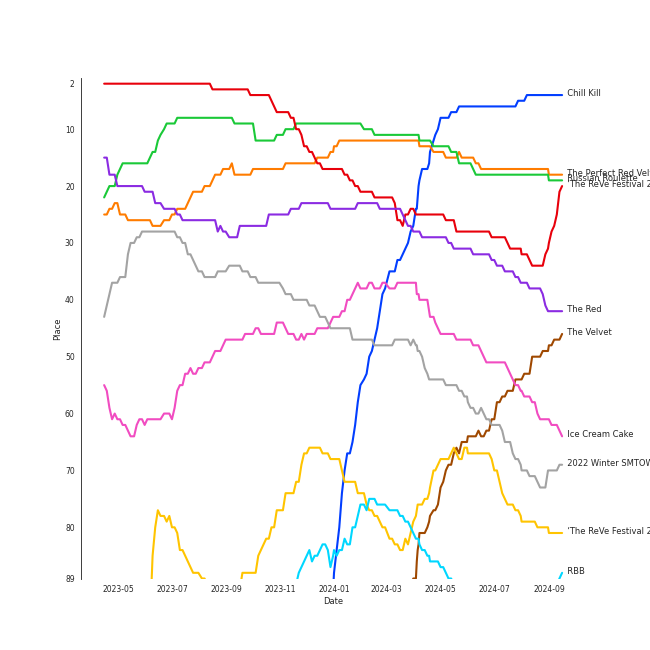 2
10
20
30
40
50
60
70
80
89
Place
2023-05
2023-07
2023-09
2023-11
2024-01
2024-03
2024-05
2024-07
2024-09
Date
Chill Kill
The Perfect Red Vel
Russian Roulette
'The ReVe Festival 2
The Red
The Velvet
Ice Cream Cake
2022 Winter SMTOW
'The ReVe Festival 2
RBB